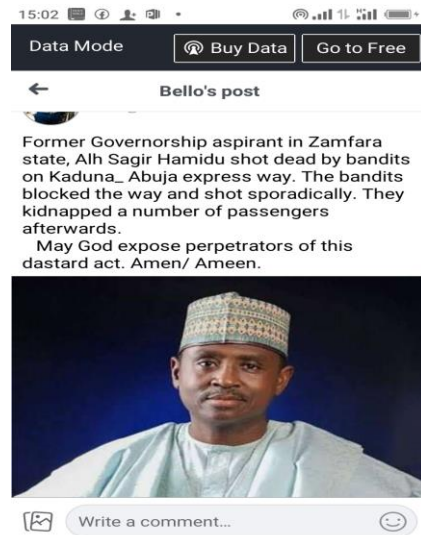 15:02
Data Mode
Buy Data
Go to Free
Bello's post
Former Governorship aspirant in Zamfara
state, Alh Sagir Hamidu shot dead by bandits
on Kaduna_ Abuja express way. The bandits
blocked the way and shot sporadically. They
kidnapped a number of passengers
afterwards.
May God expose perpetrators of this
dastard act. Amen/ Ameen.
Write a comment...